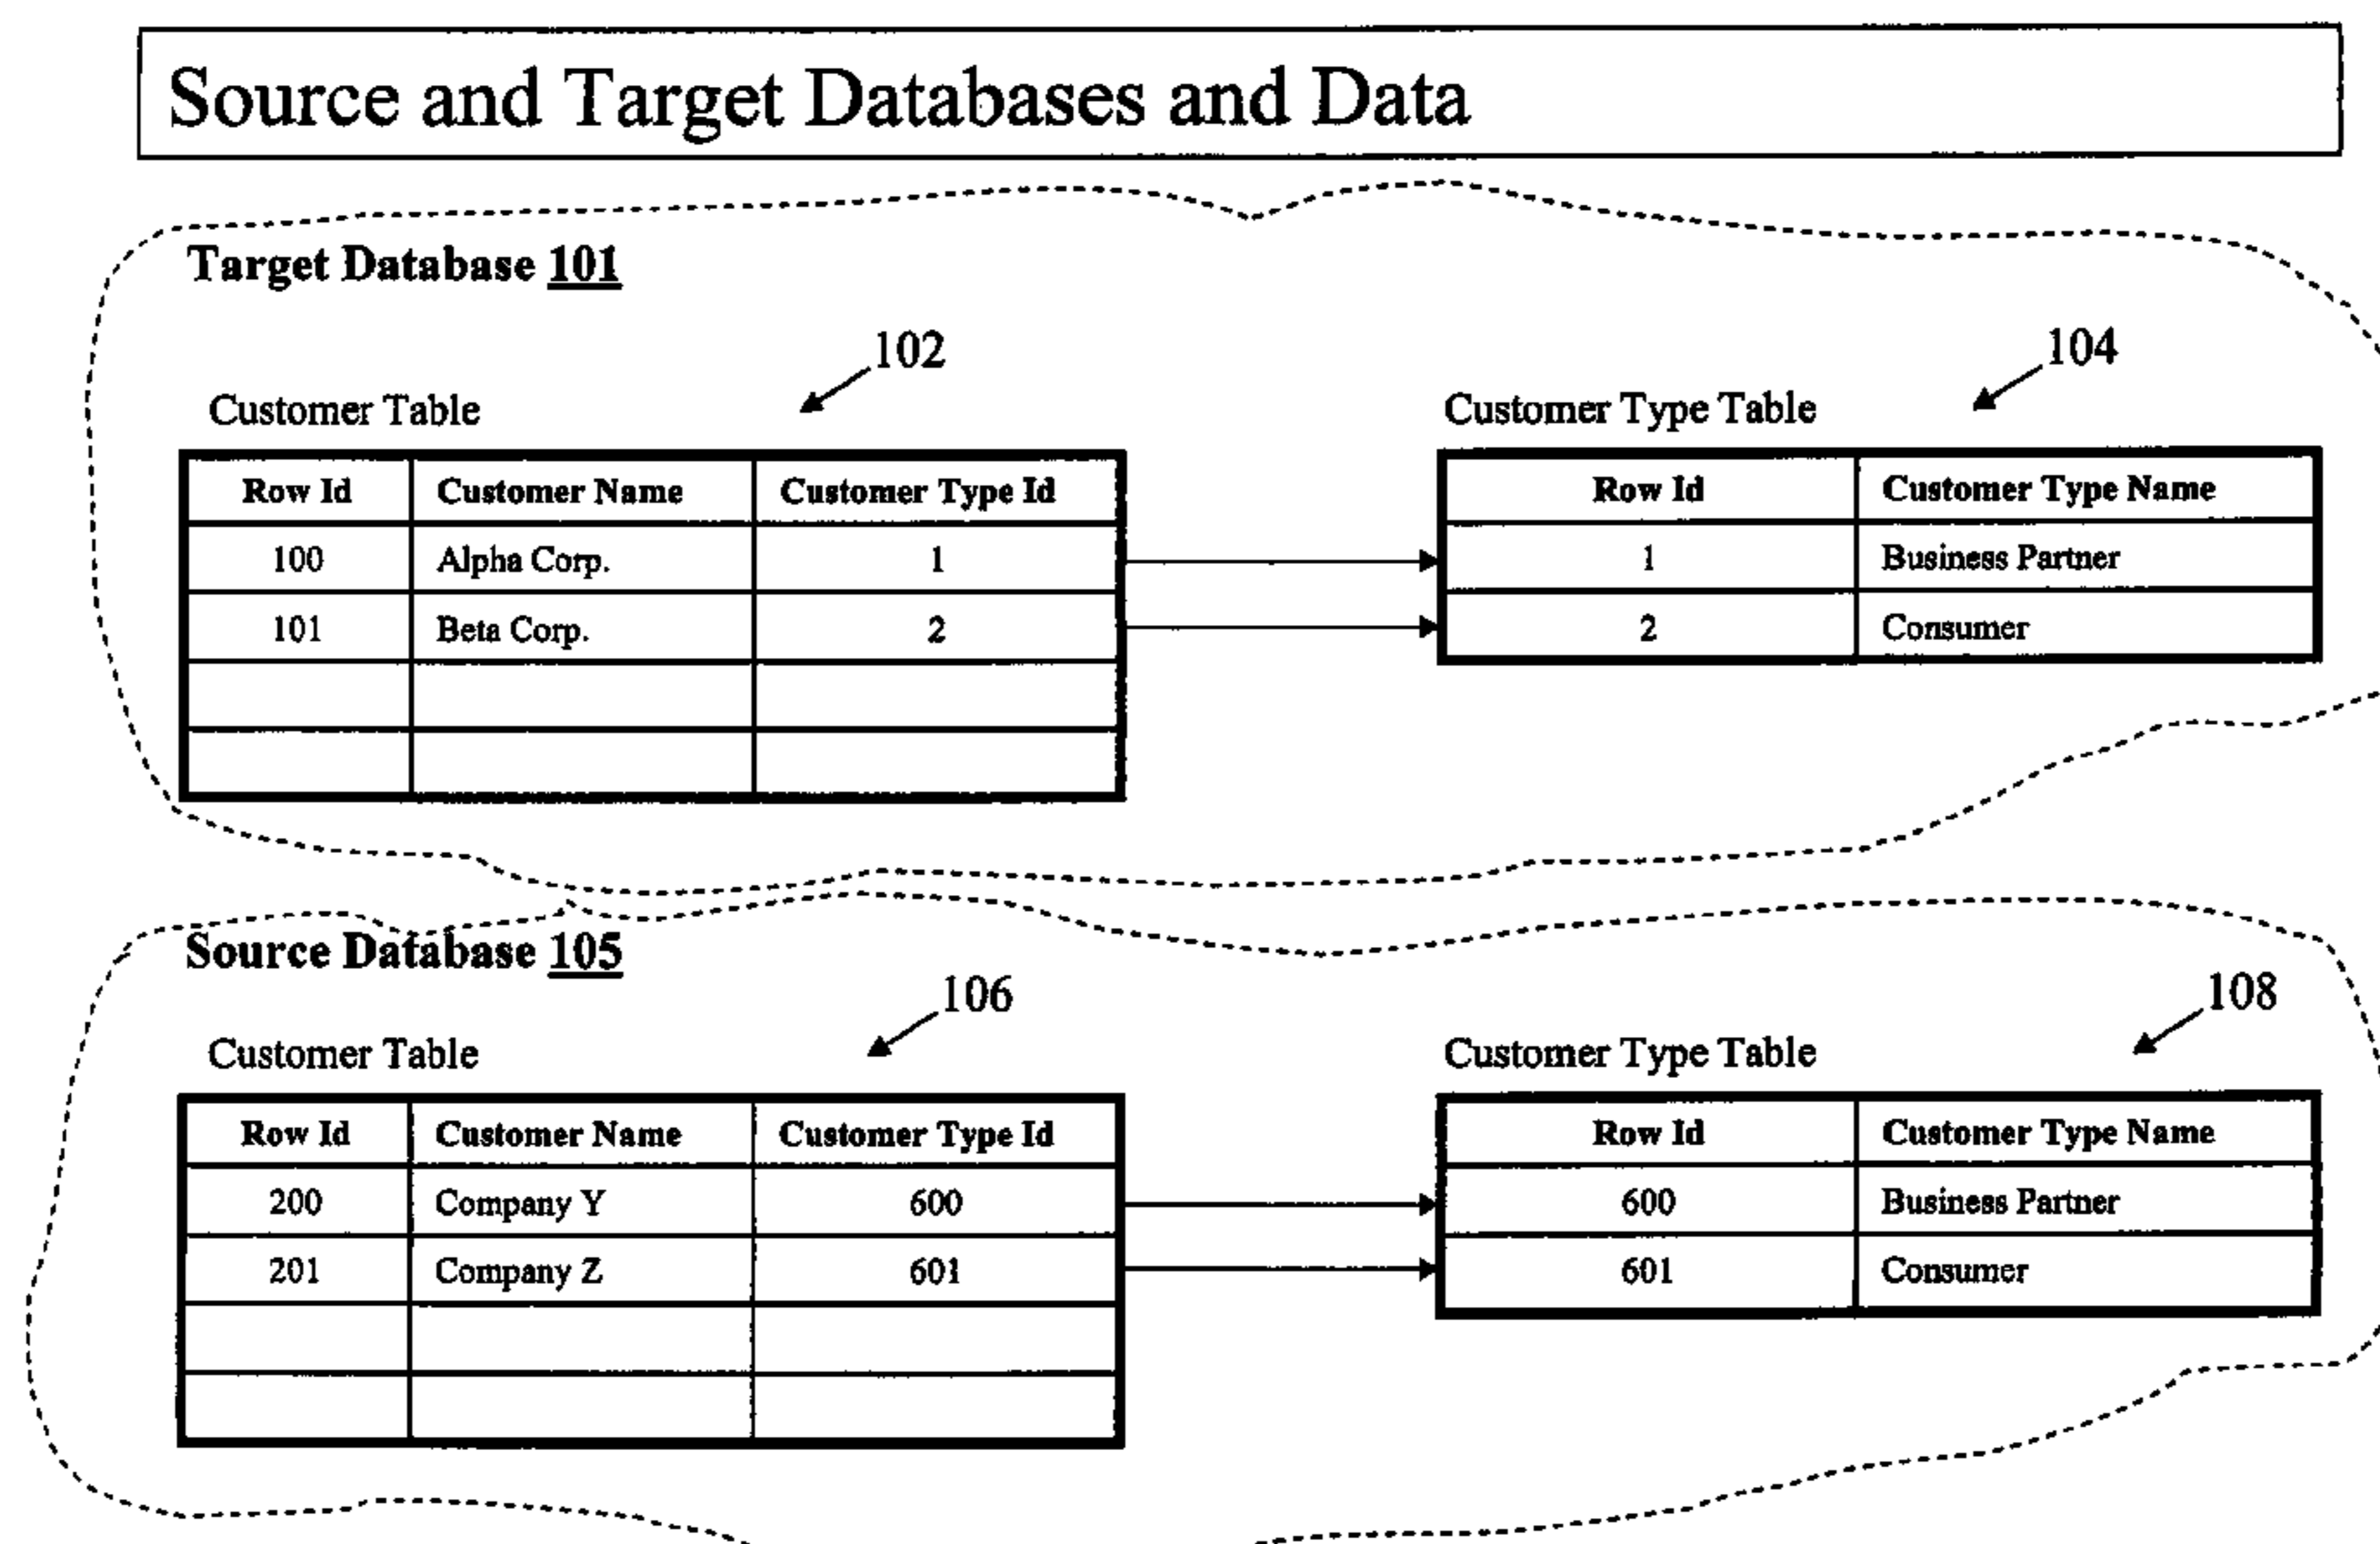 Source and Target Databases and Data
Target Database 101
102
104
Customer Table
Customer Type Table
Row Id Customer Name Customer Type Id
Row Id Customer Type Name
100 Alpha Corp. 1
1 Business Partner
101 Beta Corp. 2
2 Consumer
Source Database 105
106
108
Customer Table
Customer Type Table
Row Id Customer Name Customer Type Id
Row Id Customer Type Name
200 Company Y 600
600 Business Partner
201 Company Z 601
601 Consumer